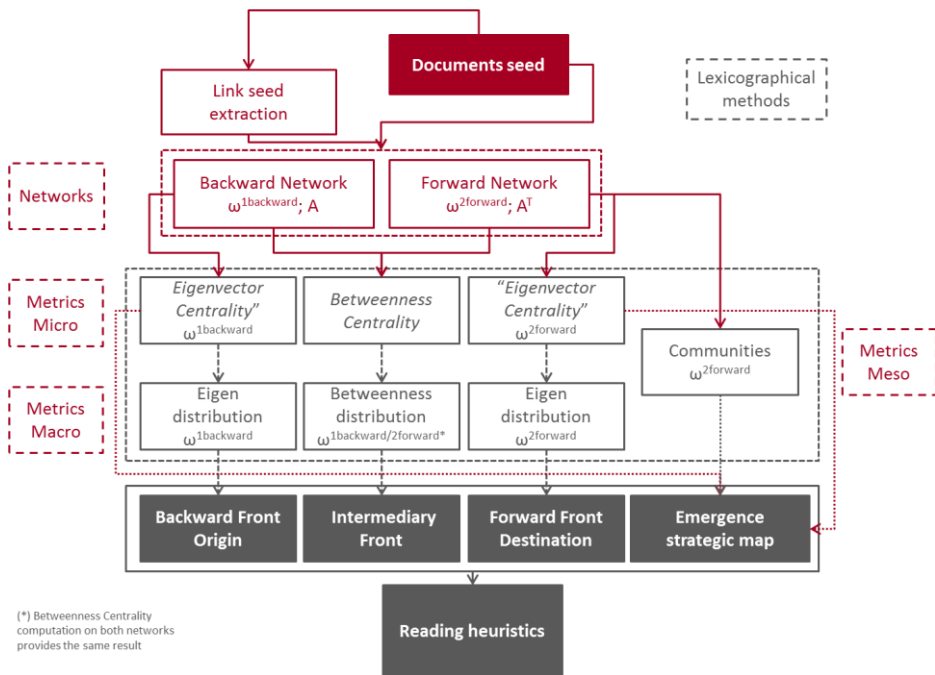 Documents seed
Link seed
extraction
Lexicographical
methods
Networks
Backward Network
ω1backward; A
Forward Network
ω2forward; AT
Metrics
Micro
Eigenvector
Centrality”
ω1backward
Betweenness
Centrality
“Eigenvector
Centrality”
ω2forward
Communities
ω2forward
Metrics
Meso
Metrics
Macro
Eigen
distribution
ω1backward
Betweenness
distribution
ω1backward/2forward*
Eigen
distribution
ω2forward
Backward Front
Origin
Intermediary
Front
Forward Front
Destination
Emergence
strategic map
Reading heuristics
(*) Betweenness Centrality
computation on both networks
provides the same result